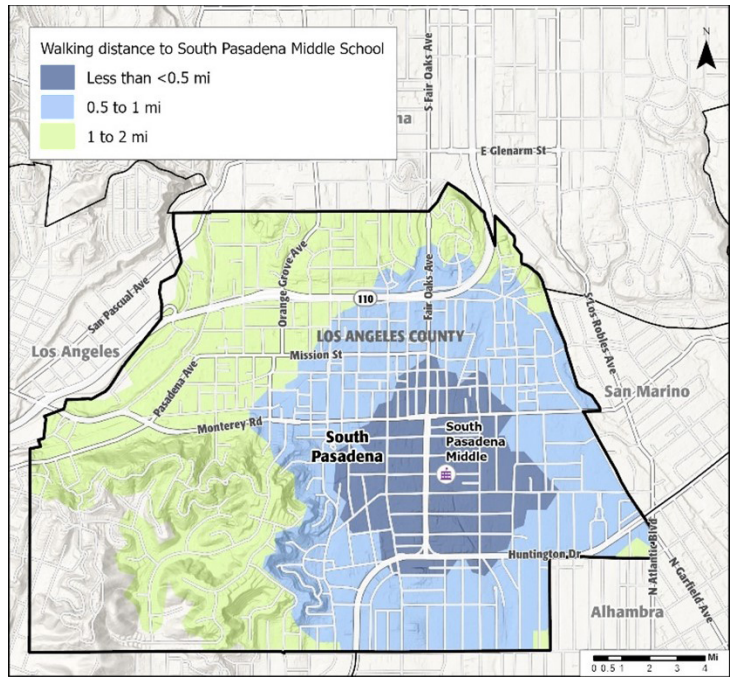 Walking distance to South Pasadena Middle School
Less than <0.5 mi
0.5 to 1 mi
1 to 2 mi
N
S Fair Oaks Ave
na
E Glenarm St
Orange Grove Ave
Fair Oaks Ave
110
San Pascual Ave
Los Angeles
LOS ANGELES COUNTY
Mission St
S Los Robles Ave
Pasadena Ave
San Marino
Monterey Rd
South
Pasadena
South
Pasadena
Middle
Huntington Dr
N Atlantic Blvd
N Garfield Ave
Alhambra
Mi
0 0.5 1 2 3 4